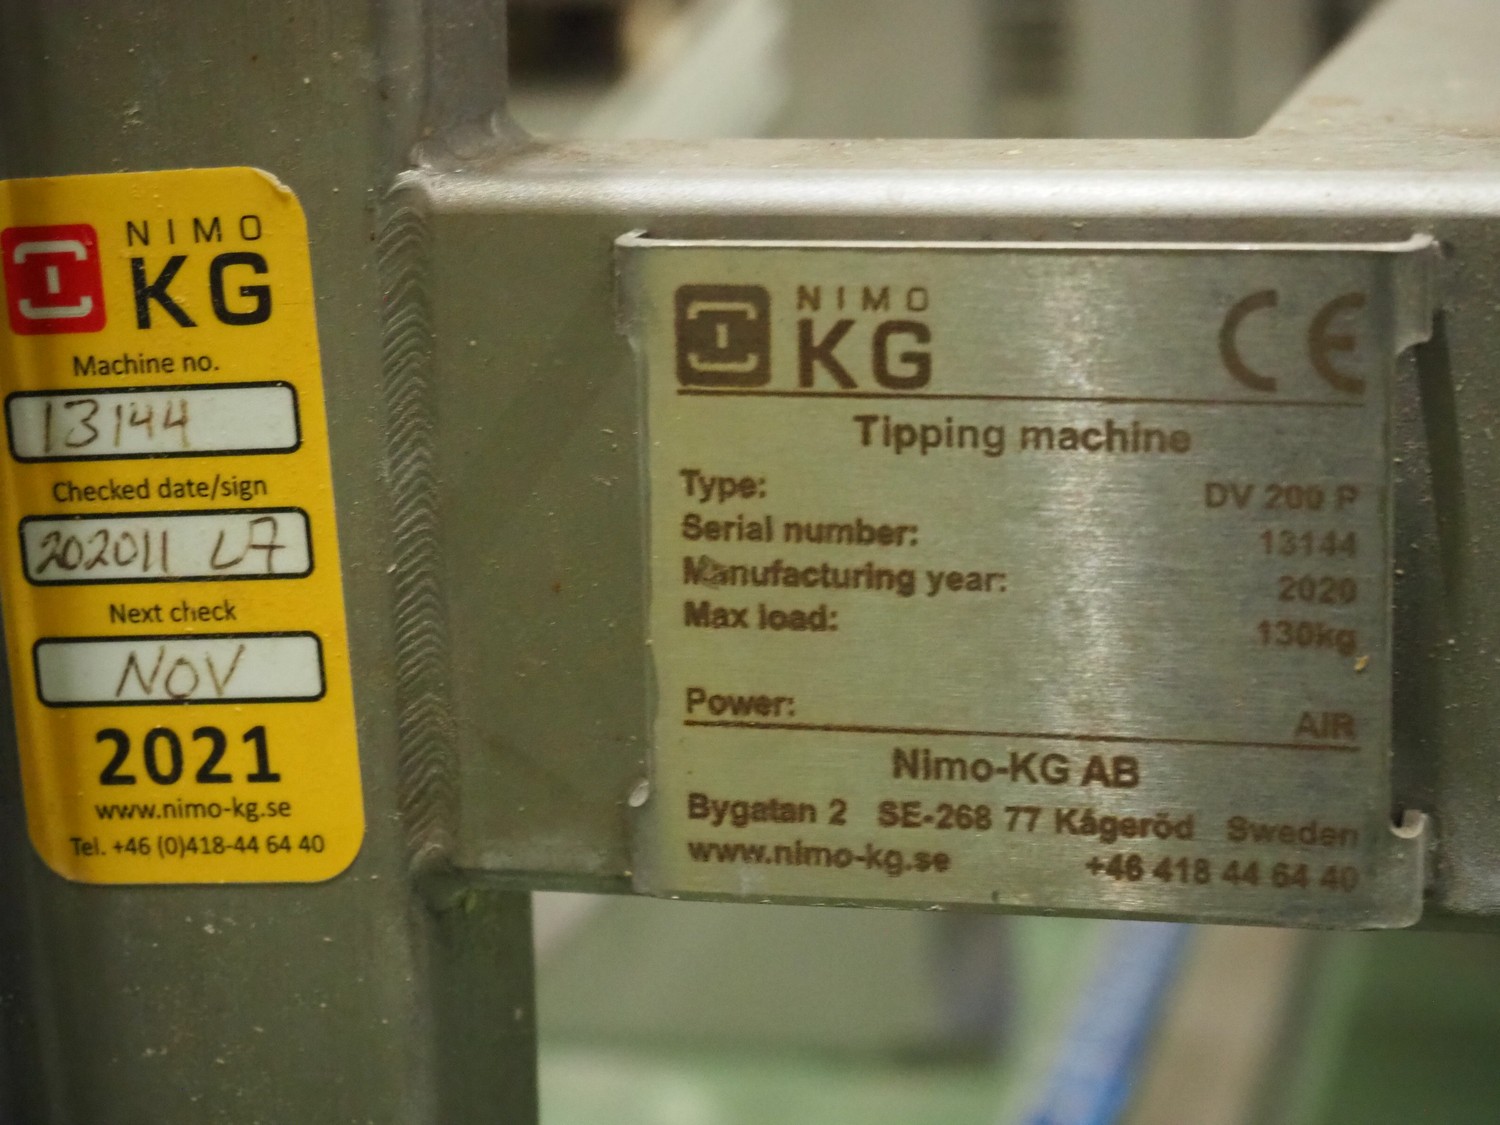 NIMO
KG
Machine no.
13144
Checked date/sign
202011 LA
Next check
NOV
2021
www.nimo-kg.se
Tel. +46 (0)418-44 64 40
NIMO
KG
CE
Tipping machine
Type: DV 200 P
Serial number: 13144
Manufacturing year: 2020
Max load: 130kg
Power: AIR
Nimo-KG AB
Bygatan 2 SE-268 77 Kågeröd Sweden
www.nimo-kg.se +46 418 44 64 40